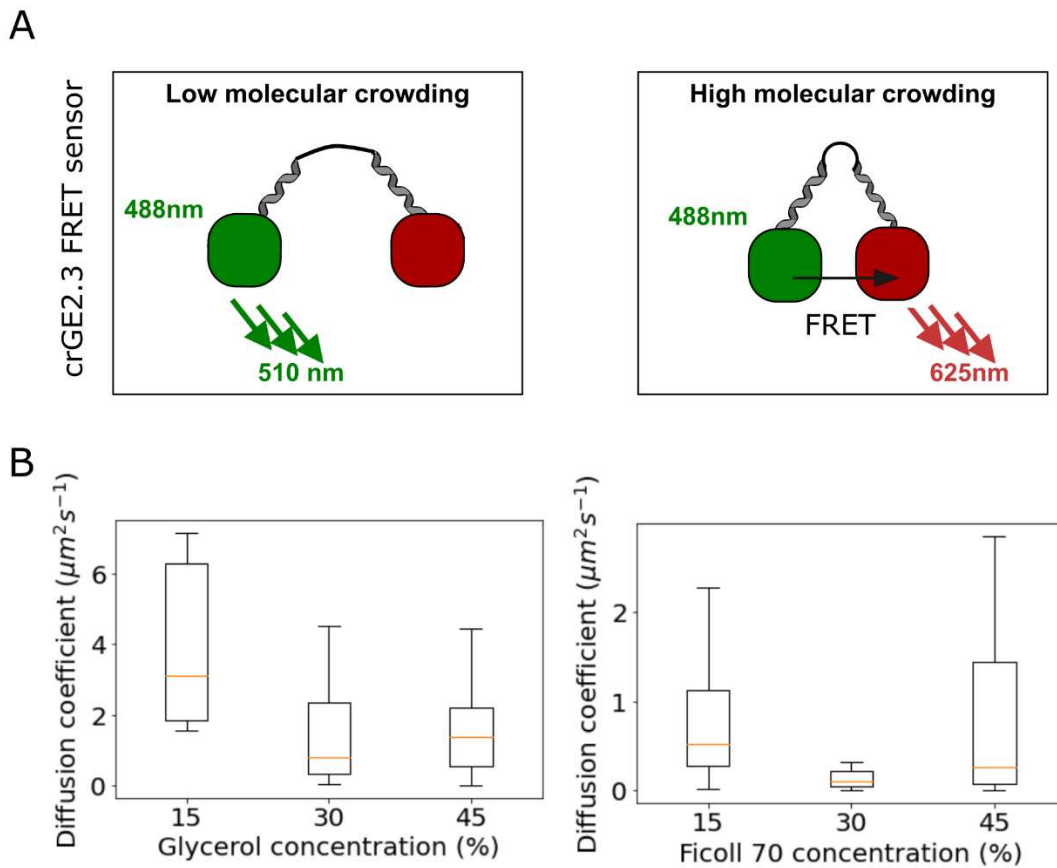 A
crGE2.3 FRET sensor
Low molecular crowding
488nm
510 nm
High molecular crowding
488nm
FRET
625nm
B
Diffusion coefficient (μm²s⁻¹)
6
4
2
0
15 30 45
Glycerol concentration (%)
Diffusion coefficient (μm²s⁻¹)
2
1
0
15 30 45
Ficoll 70 concentration (%)